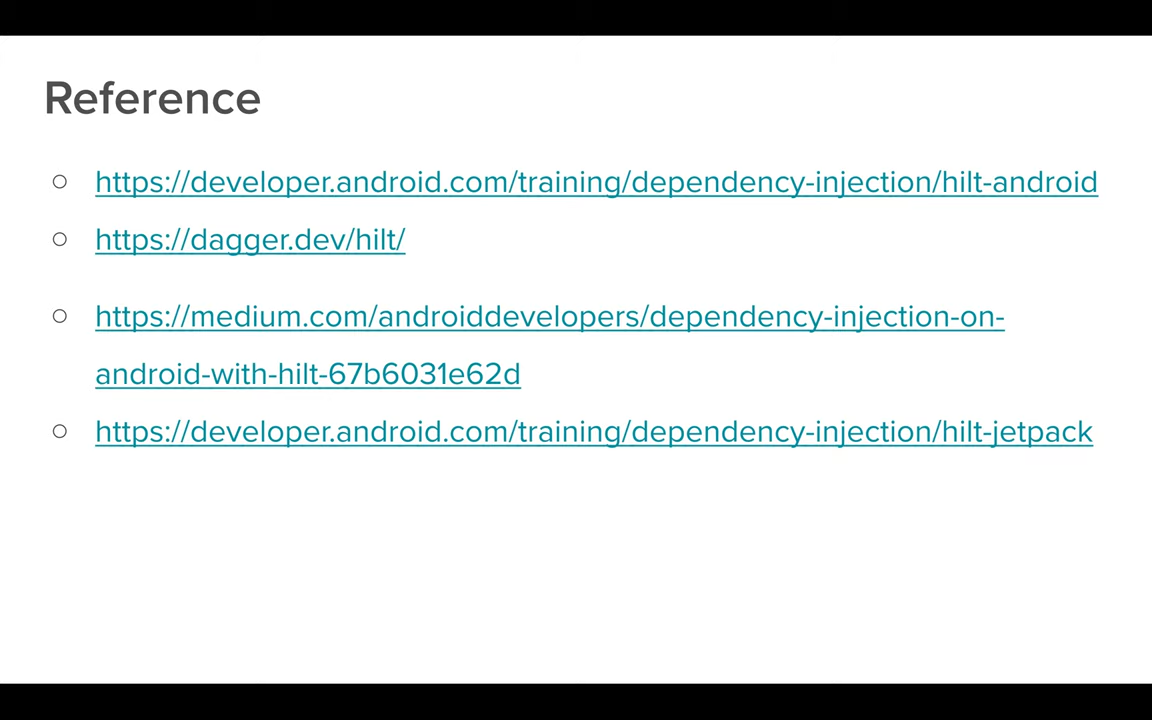 Reference
https://developer.android.com/training/dependency-injection/hilt-android
https://dagger.dev/hilt/
https://medium.com/androiddevelopers/dependency-injection-on-
android-with-hilt-67b6031e62d
https://developer.android.com/training/dependency-injection/hilt-jetpack